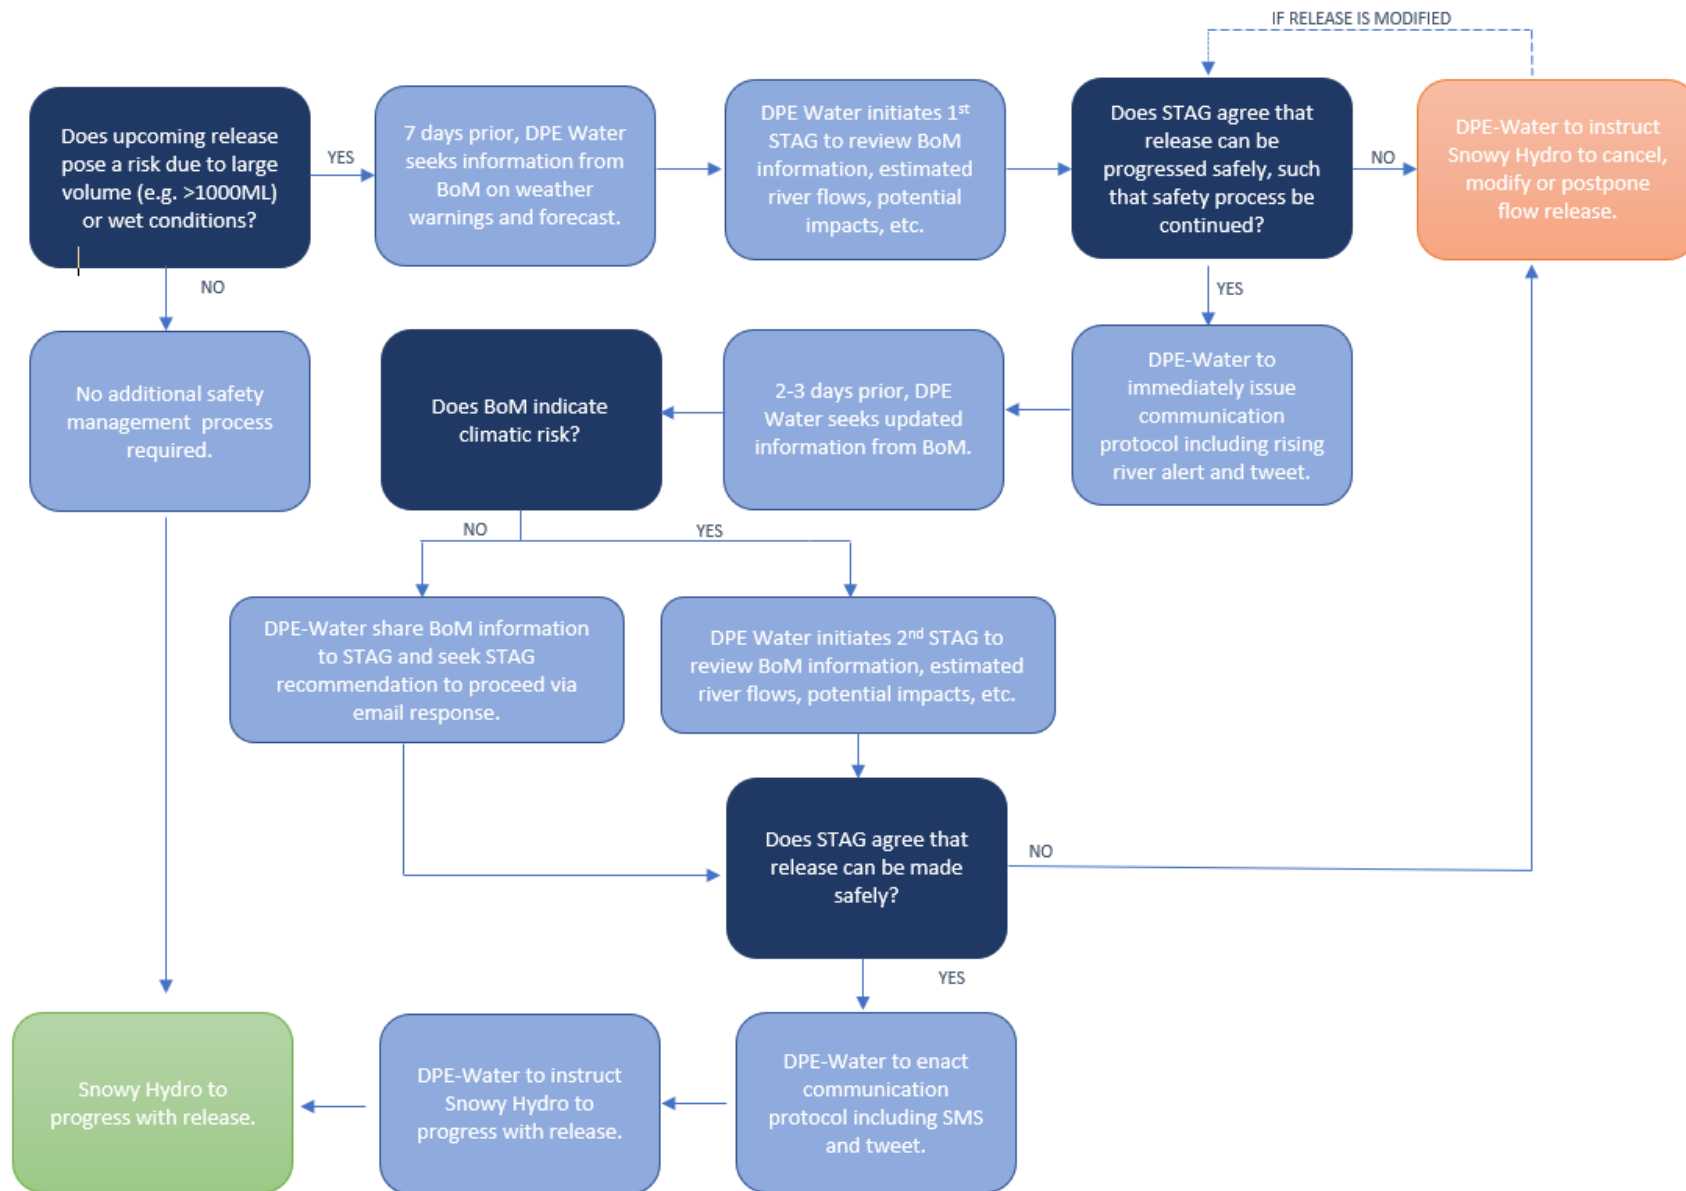 IF RELEASE IS MODIFIED
Does upcoming release
pose a risk due to large
volume (e.g. >1000ML)
or wet conditions?
YES
7 days prior, DPE Water
seeks information from
BoM on weather
warnings and forecast.
DPE Water initiates 1st
STAG to review BoM
information, estimated
river flows, potential
impacts, etc.
Does STAG agree that
release can be
progressed safely, such
that safety process be
continued?
NO
DPE-Water to instruct
Snowy Hydro to cancel,
modify or postpone
flow release.
NO
YES
No additional safety
management  process
required.
Does BoM indicate
climatic risk?
2-3 days prior, DPE
Water seeks updated
information from BoM.
DPE-Water to
immediately issue
communication
protocol including rising
river alert and tweet.
NO
YES
DPE-Water share BoM information
to STAG and seek STAG
recommendation to proceed via
email response.
DPE Water initiates 2nd STAG to
review BoM information, estimated
river flows, potential impacts, etc.
Does STAG agree that
release can be made
safely?
NO
YES
Snowy Hydro to
progress with release.
DPE-Water to instruct
Snowy Hydro to
progress with release.
DPE-Water to enact
communication
protocol including SMS
and tweet.